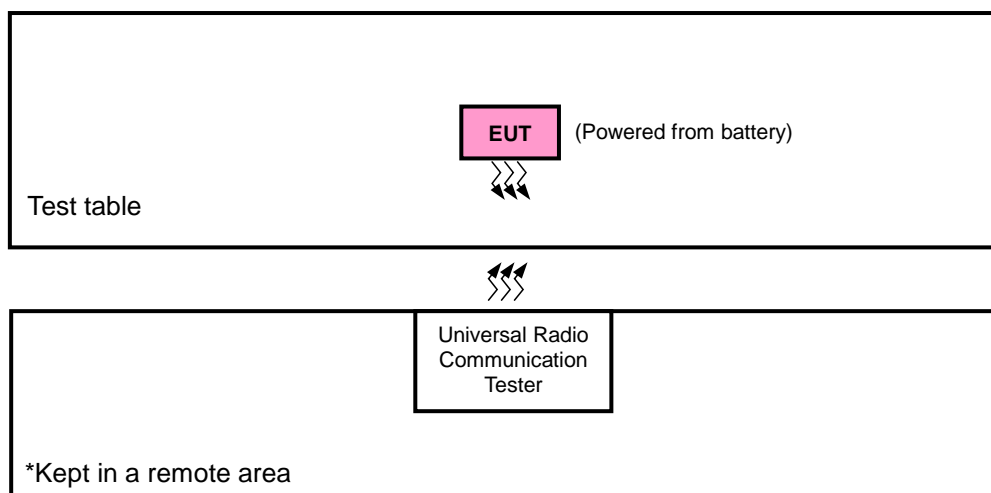 EUT
(Powered from battery)
Test table
Universal Radio
Communication
Tester
*Kept in a remote area